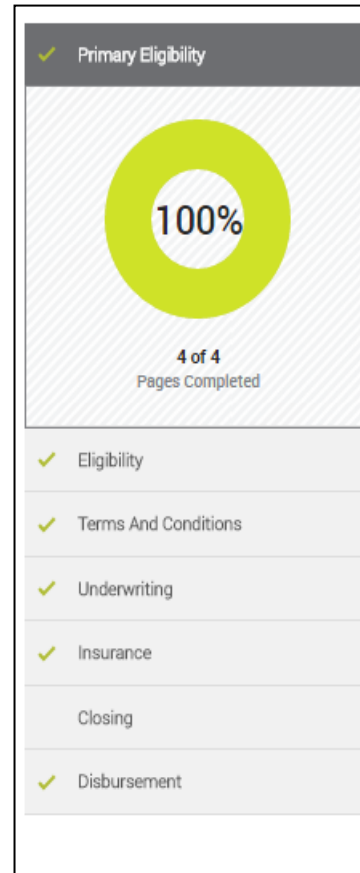 Primary Eligibility
100%
4 of 4
Pages Completed
Eligibility
Terms And Conditions
Underwriting
Insurance
Closing
Disbursement